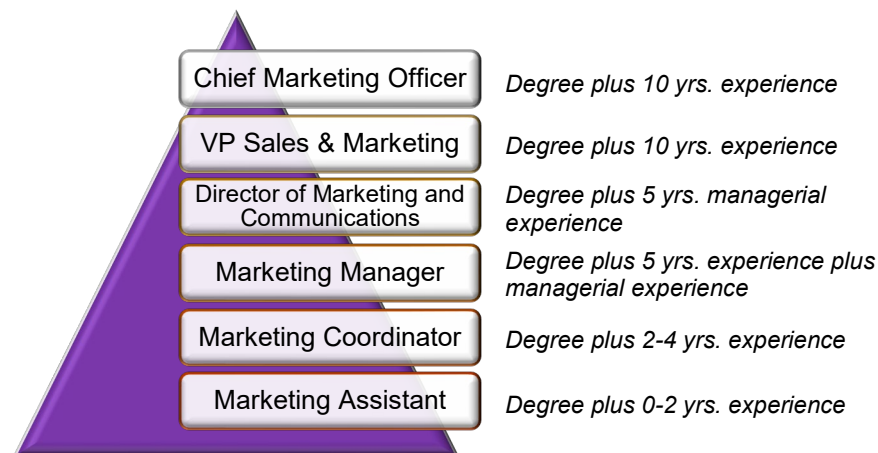 Chief Marketing Officer
Degree plus 10 yrs. experience
VP Sales & Marketing
Degree plus 10 yrs. experience
Director of Marketing and
Communications
Degree plus 5 yrs. managerial
experience
Marketing Manager
Degree plus 5 yrs. experience plus
managerial experience
Marketing Coordinator
Degree plus 2-4 yrs. experience
Marketing Assistant
Degree plus 0-2 yrs. experience